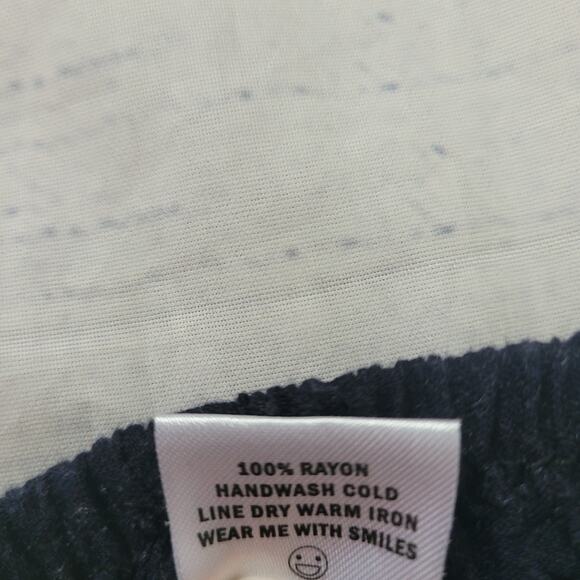 100% RAYON
HANDWASH COLD
LINE DRY WARM IRON
WEAR ME WITH SMILES